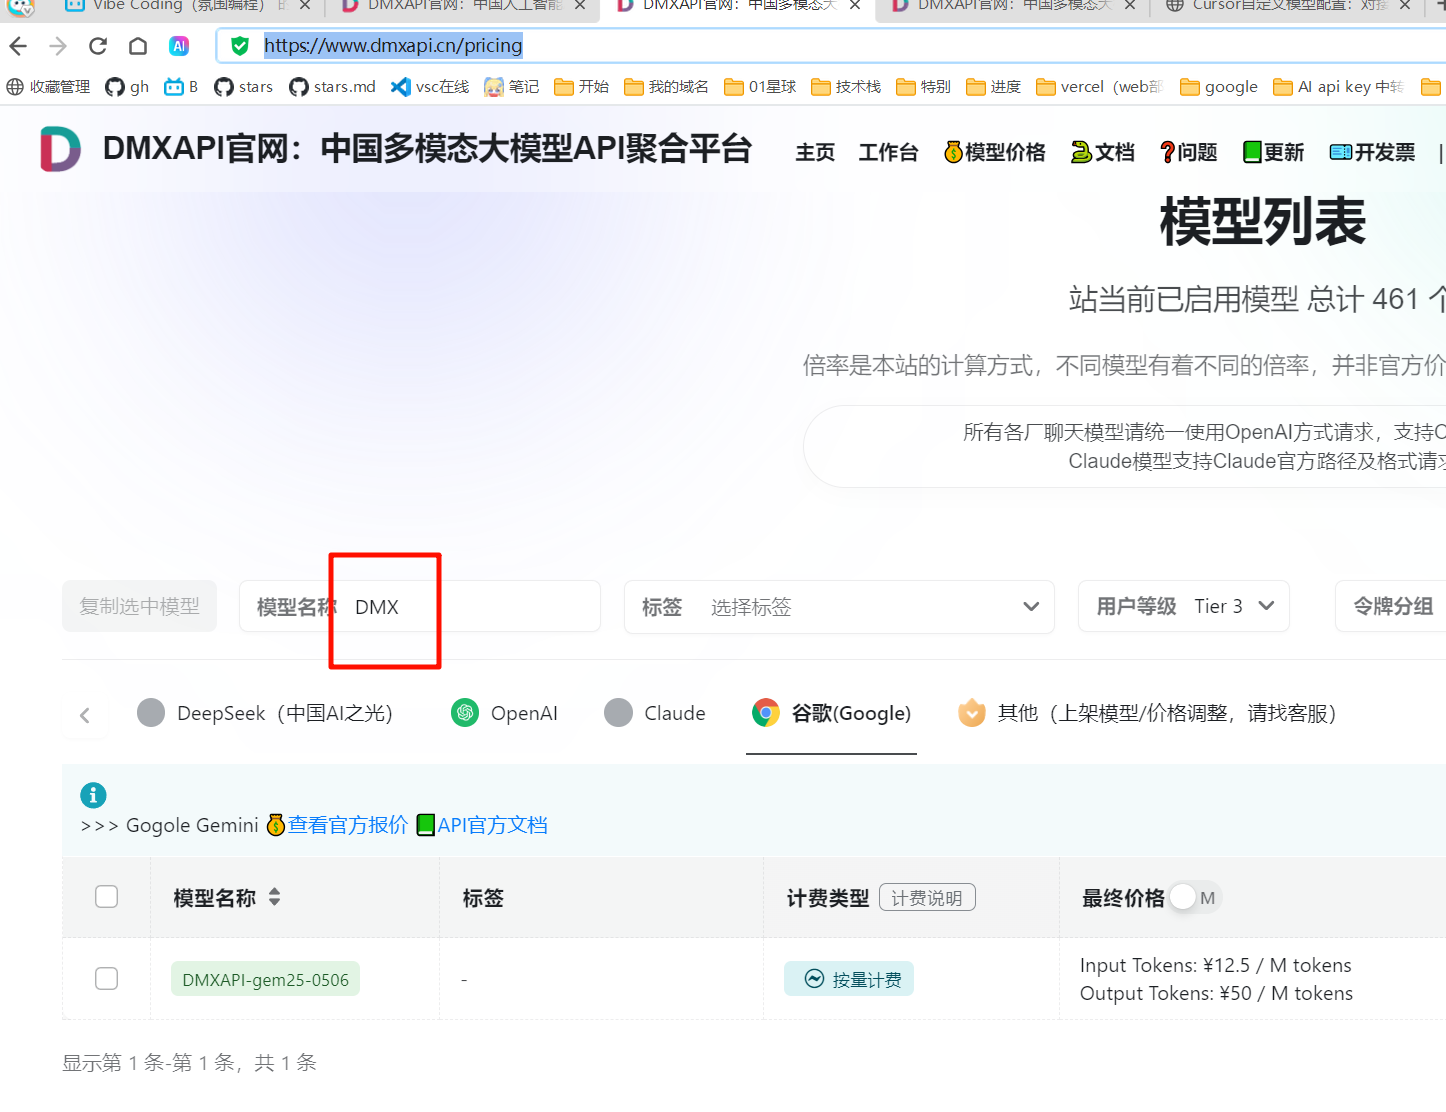 Vibe Coding（氛围编程）
DMXAPI官网：中国人工智能
DMXAPI官网：中国多模态大
DMXAPI官网：中国多模态大
Cursor自定义模型配置：对接
AI
https://www.dmxapi.cn/pricing
收藏管理
gh
B
stars
stars.md
vsc在线
笔记
开始
我的域名
01星球
技术栈
特别
进度
vercel（web部
google
AI api key 中转
DMXAPI官网：中国多模态大模型API聚合平台
主页
工作台
模型价格
文档
问题
更新
开发票
|
模型列表
站当前已启用模型 总计 461 个
倍率是本站的计算方式，不同模型有着不同的倍率，并非官方价
所有各厂聊天模型请统一使用OpenAI方式请求，支持
Claude模型支持Claude官方路径及格式请求
复制选中模型
模型名称 DMX
标签 选择标签
用户等级 Tier 3
令牌分组
DeepSeek（中国AI之光）
OpenAI
Claude
谷歌(Google)
其他（上架模型/价格调整，请找客服）
>>> Gogole Gemini 查看官方报价 API官方文档
模型名称
标签
计费类型 计费说明
最终价格 M
DMXAPI-gem25-0506
-
按量计费
Input Tokens: ¥12.5 / M tokens
Output Tokens: ¥50 / M tokens
显示第 1 条-第 1 条，共 1 条